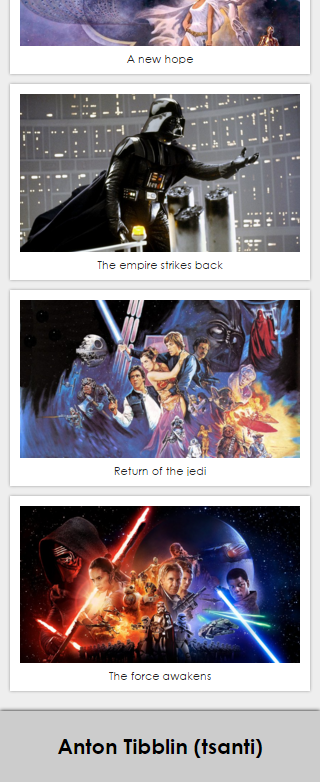 A new hope
The empire strikes back
Return of the jedi
The force awakens
Anton Tibblin (tsanti)